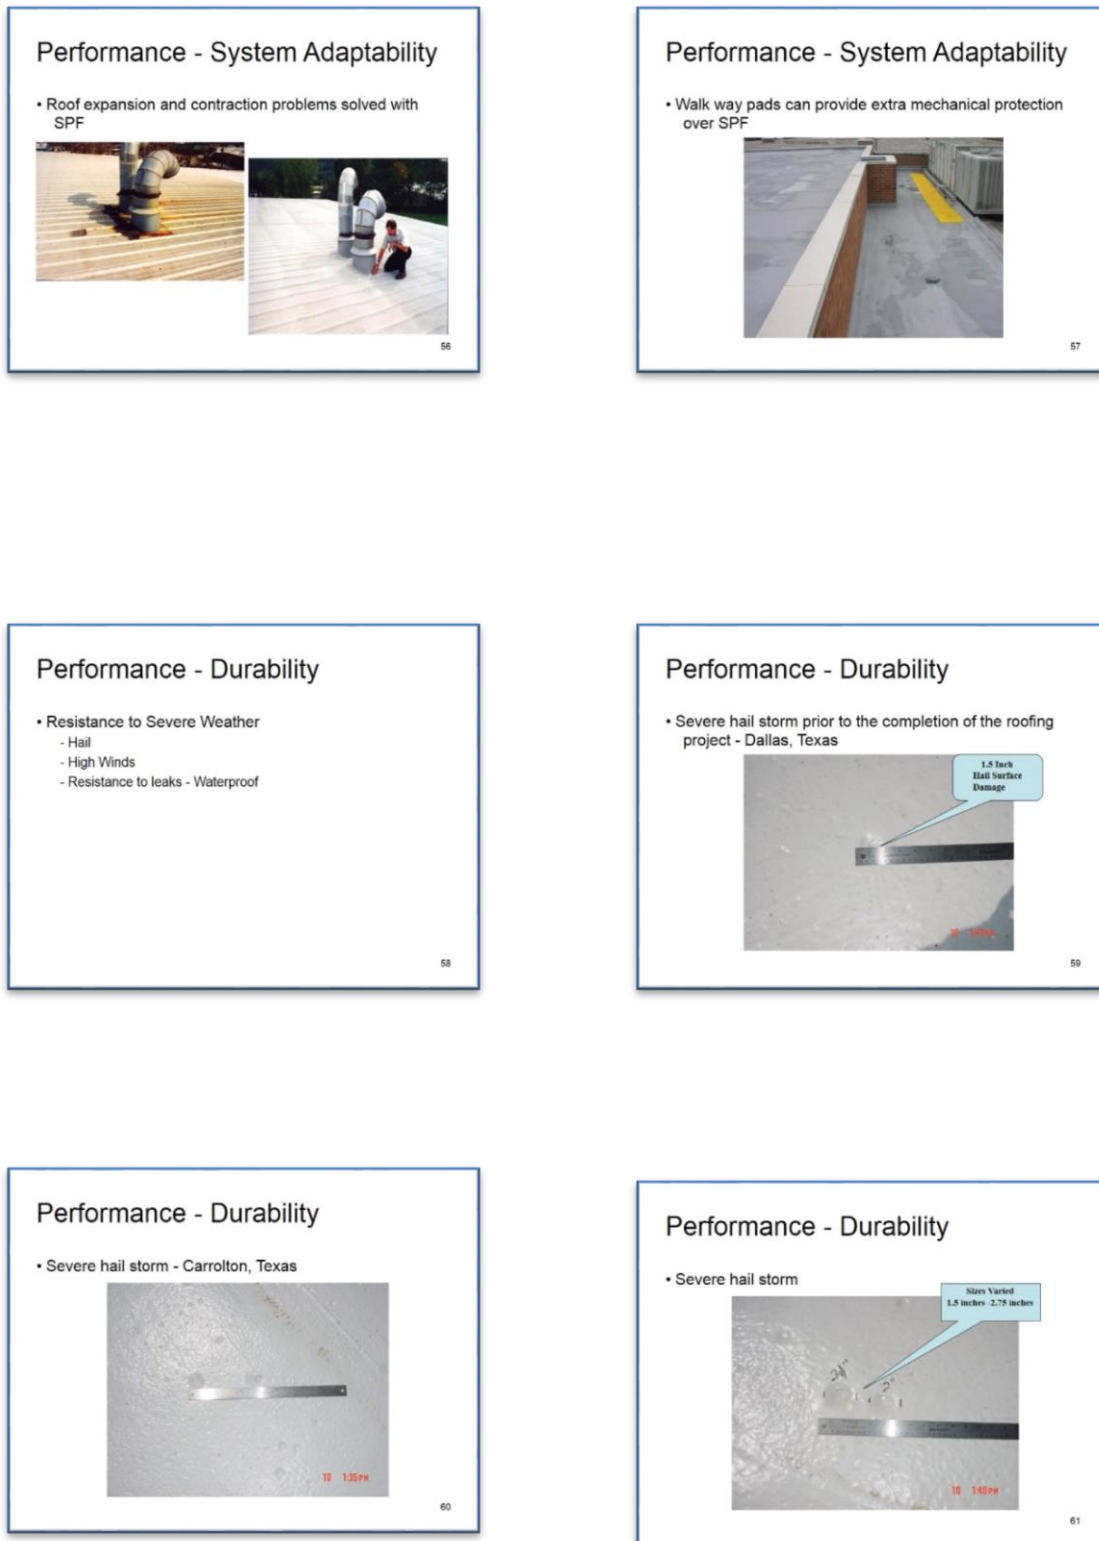 Performance - System Adaptability
• Roof expansion and contraction problems solved with
SPF
56
Performance - System Adaptability
• Walk way pads can provide extra mechanical protection
over SPF
57
Performance - Durability
• Resistance to Severe Weather
- Hail
- High Winds
- Resistance to leaks - Waterproof
58
Performance - Durability
• Severe hail storm prior to the completion of the roofing
project - Dallas, Texas
1.5 Inch
Hail Surface
Damage
10
59
Performance - Durability
• Severe hail storm - Carrolton, Texas
10 1:35PM
60
Performance - Durability
• Severe hail storm
Sizes Varied
1.5 inches -2.75 inches
2"
10 1:40PM
61